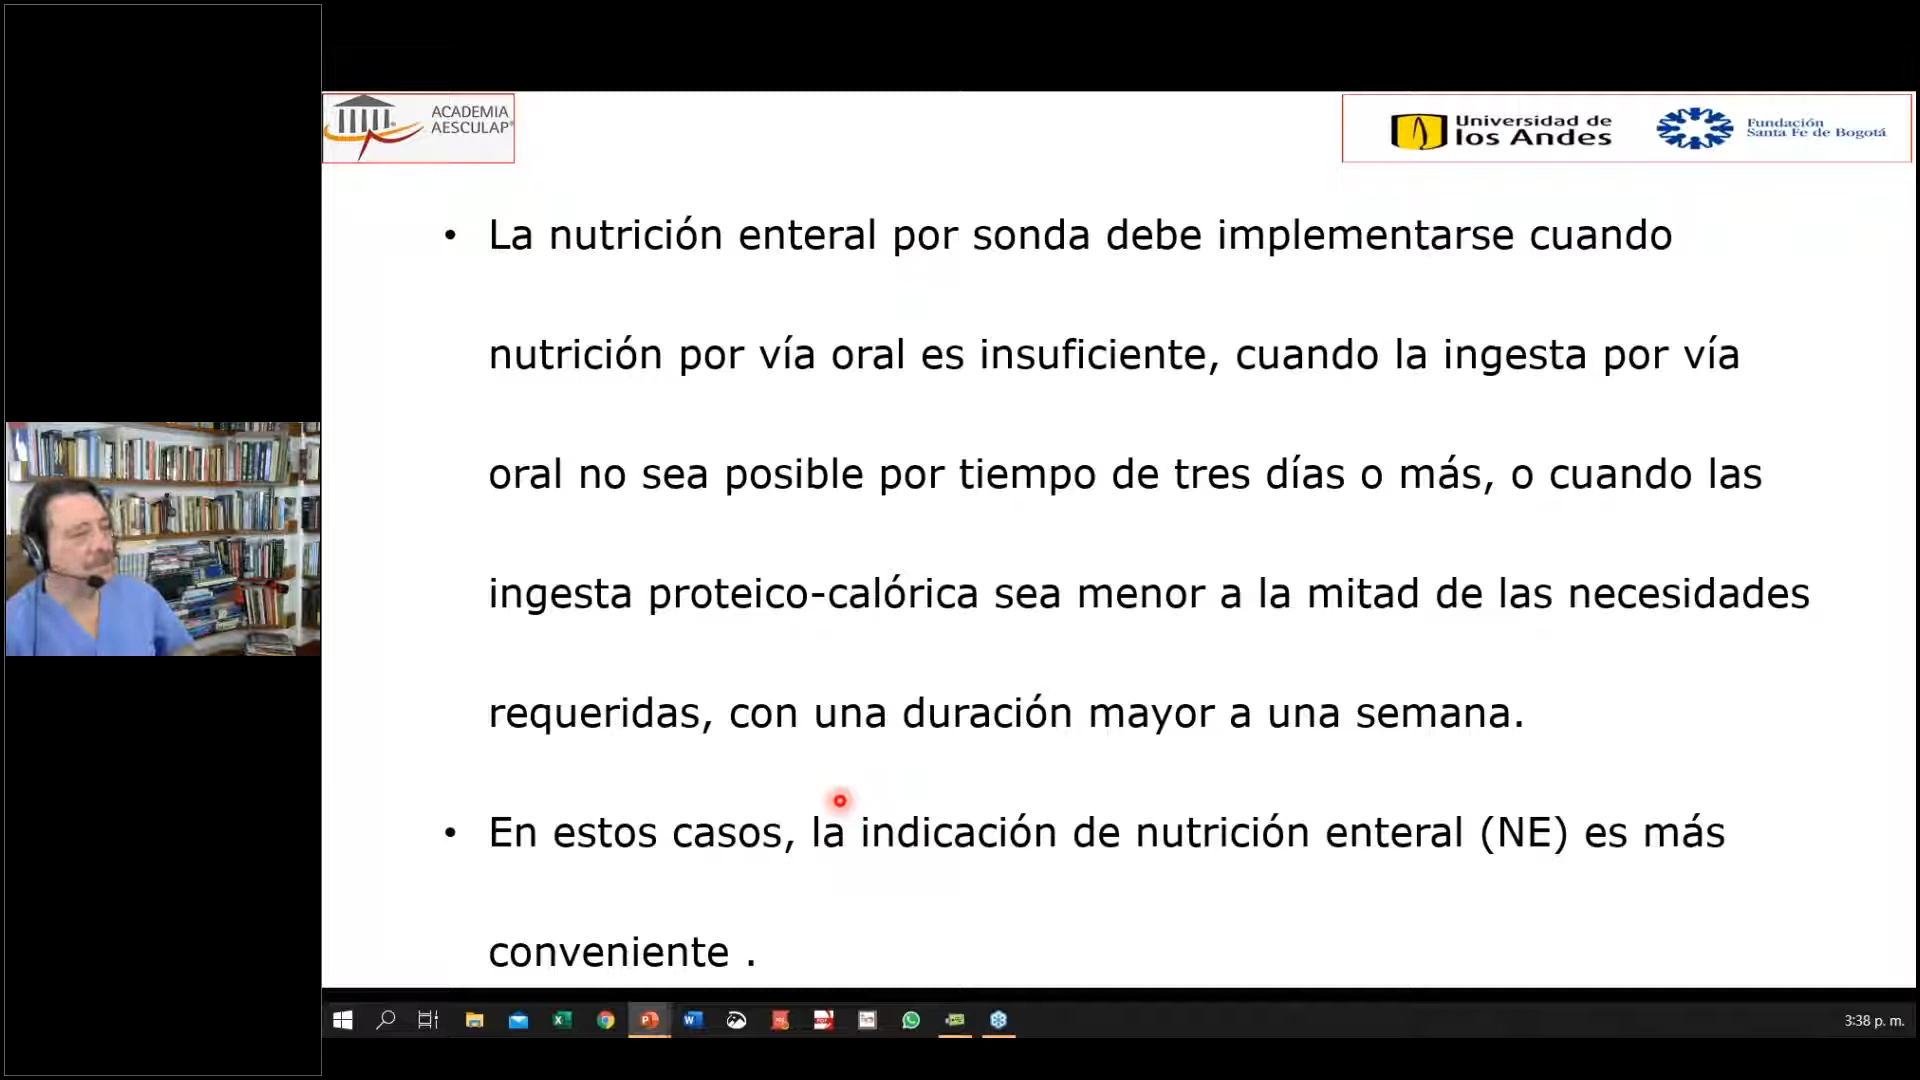 ACADEMIA
AESCULAP®
Universidad de
los Andes
Fundación
Santa Fe de Bogotá
• La nutrición enteral por sonda debe implementarse cuando
nutrición por vía oral es insuficiente, cuando la ingesta por vía
oral no sea posible por tiempo de tres días o más, o cuando las
ingesta proteico-calórica sea menor a la mitad de las necesidades
requeridas, con una duración mayor a una semana.
• En estos casos, la indicación de nutrición enteral (NE) es más
conveniente .
3:38 p. m.